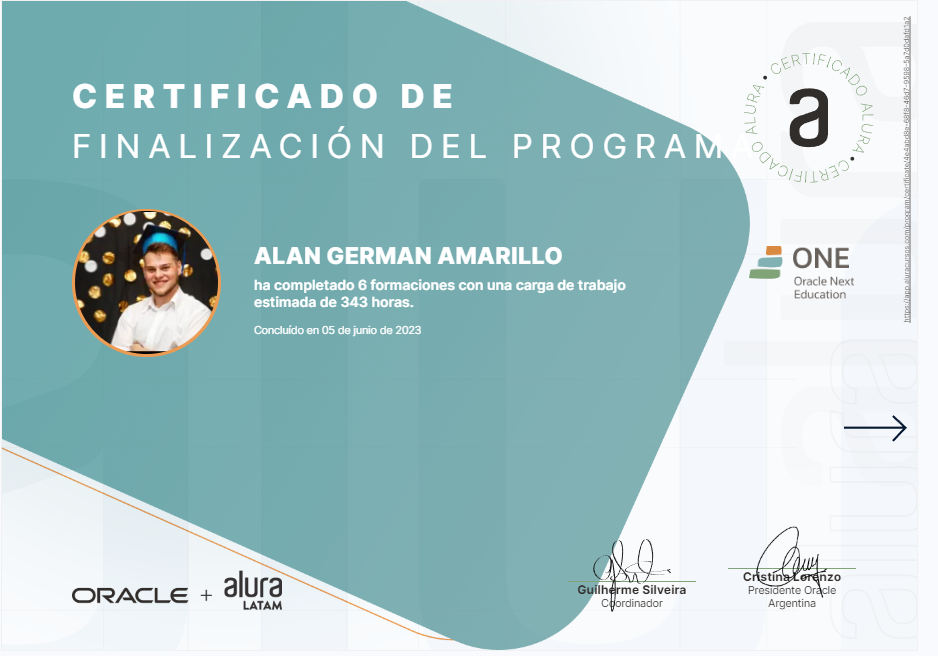 CERTIFICADO DE
FINALIZACIÓN DEL PROGRAMA
CERTIFICADO ALURA • CERTIFICADO ALURA •
a
ALAN GERMAN AMARILLO
ha completado 6 formaciones con una carga de trabajo
estimada de 343 horas.
Concluído en 05 de junio de 2023
ONE
Oracle Next
Education
ORACLE + alura
LATAM
Guilherme Silveira
Coordinador
Cristina Lorenzo
Presidente Oracle
Argentina